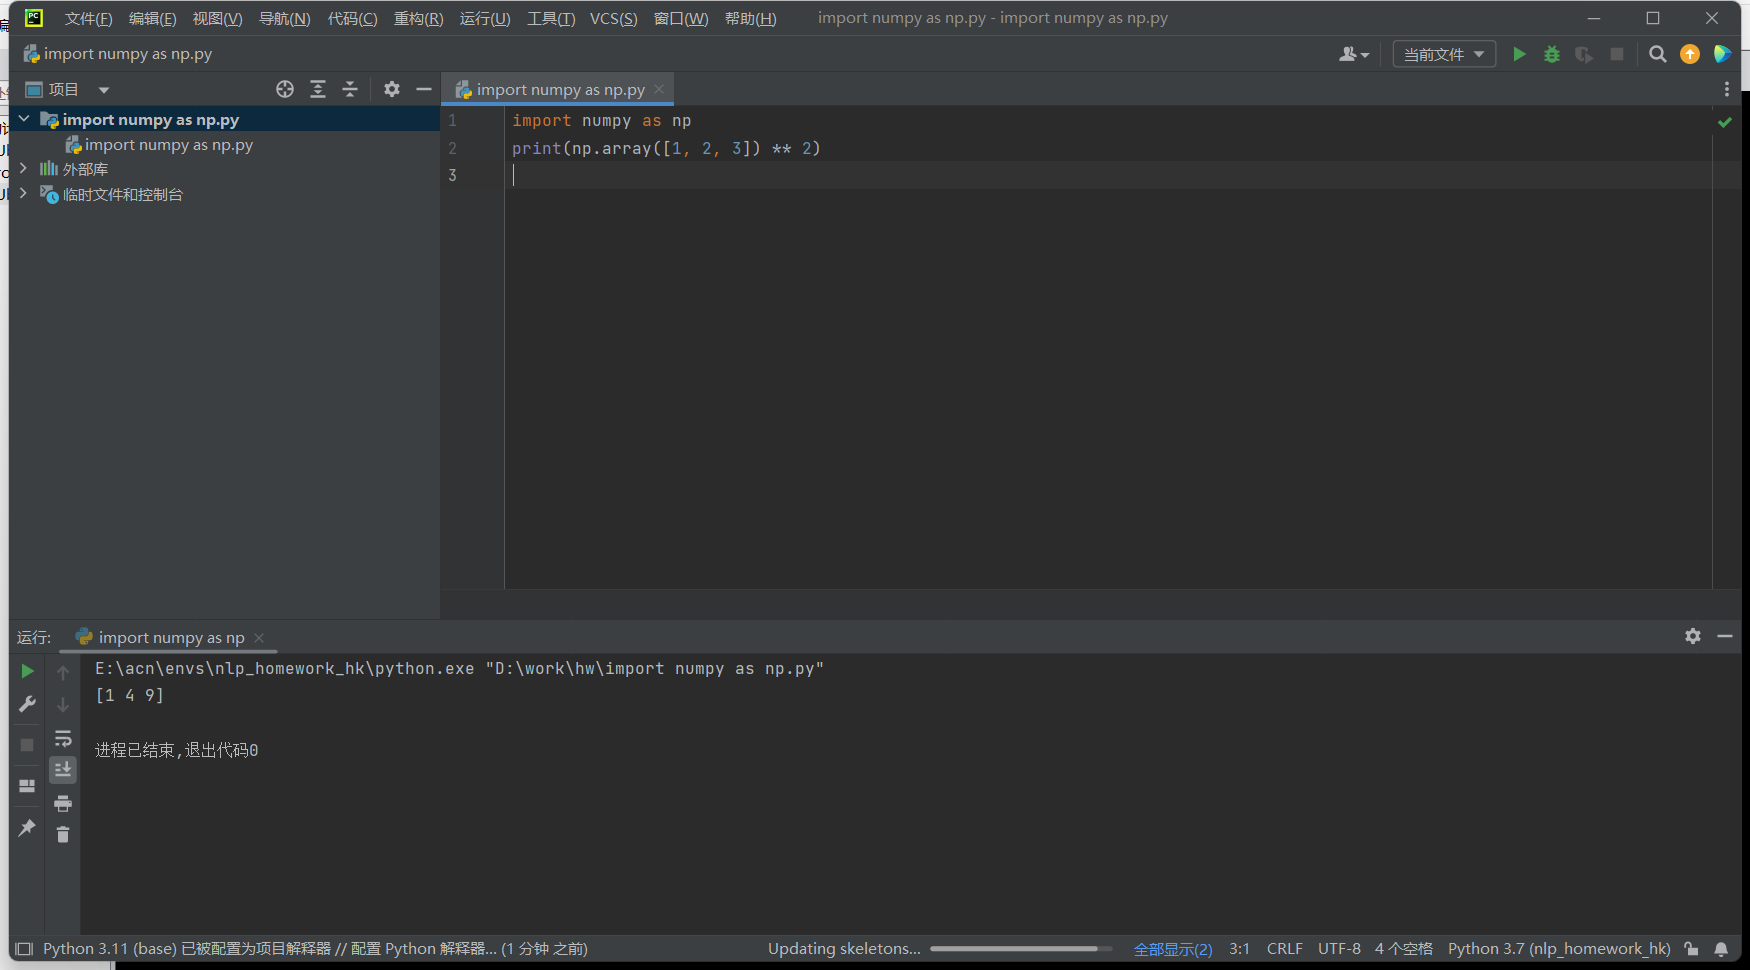 PC 文件(F) 编辑(E) 视图(V) 导航(N) 代码(C) 重构(R) 运行(U) 工具(T) VCS(S) 窗口(W) 帮助(H) import numpy as np.py - import numpy as np.py
import numpy as np.py 当前文件
项目 import numpy as np.py
import numpy as np.py
import numpy as np.py
外部库
临时文件和控制台
1 import numpy as np
2 print(np.array([1, 2, 3]) ** 2)
3
运行: import numpy as np
E:\acn\envs\nlp_homework_hk\python.exe "D:\work\hw\import numpy as np.py"
[1 4 9]
进程已结束,退出代码0
Python 3.11 (base) 已被配置为项目解释器 // 配置 Python 解释器... (1 分钟 之前) Updating skeletons... 全部显示(2) 3:1 CRLF UTF-8 4 个空格 Python 3.7 (nlp_homework_hk)